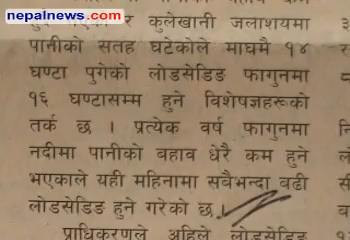 nepalnews.com
र कुलेखानी जलाशयमा
पानीको सतह घटेकोले माघमै १४
घण्टा पुगेको लोडसेडिङ फागुनमा
१६ घण्टासम्म हुने विशेषज्ञहरूको
तर्क छ । प्रत्येक वर्ष फागुनमा
नदीमा पानीको बहाव धेरै कम हुने
भएकाले यही महिनामा सबैभन्दा बढी
लोडसेडिङ हुने गरेको छ ।
प्राधिकरणले अहिले लोडसेडिङ